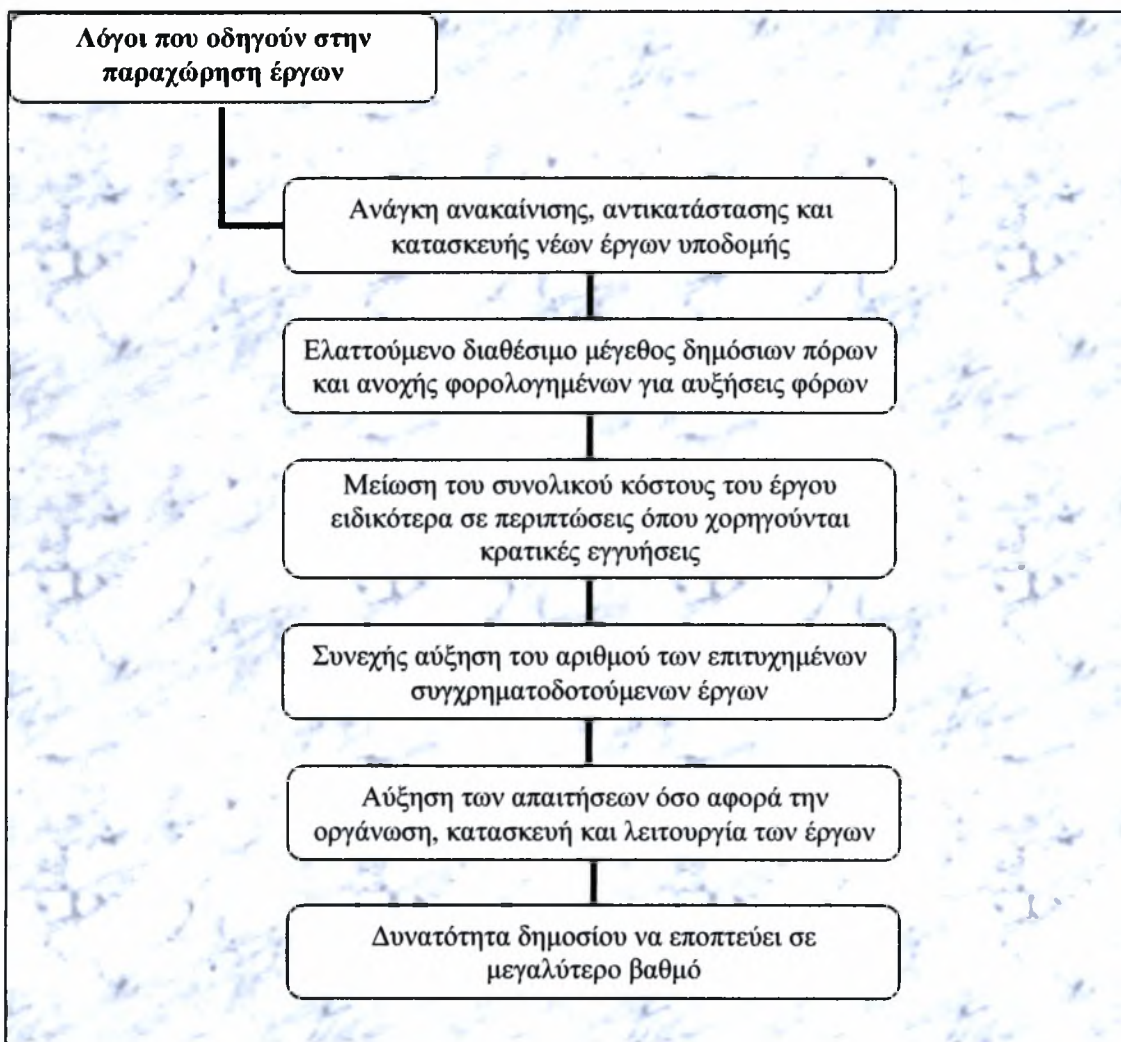 Λόγοι που οδηγούν στην
παραχώρηση έργων
Ανάγκη ανακαίνισης, αντικατάστασης και
κατασκευής νέων έργων υποδομής
Ελαττούμενο διαθέσιμο μέγεθος δημόσιων πόρων
και ανοχής φορολογημένων για αυξήσεις φόρων
Μείωση του συνολικού κόστους του έργου
ειδικότερα σε περιπτώσεις όπου χορηγούνται
κρατικές εγγυήσεις
Συνεχής αύξηση του αριθμού των επιτυχημένων
συγχρηματοδοτούμενων έργων
Αύξηση των απαιτήσεων όσο αφορά την
οργάνωση, κατασκευή και λειτουργία των έργων
Δυνατότητα δημοσίου να εποπτεύει σε
μεγαλύτερο βαθμό